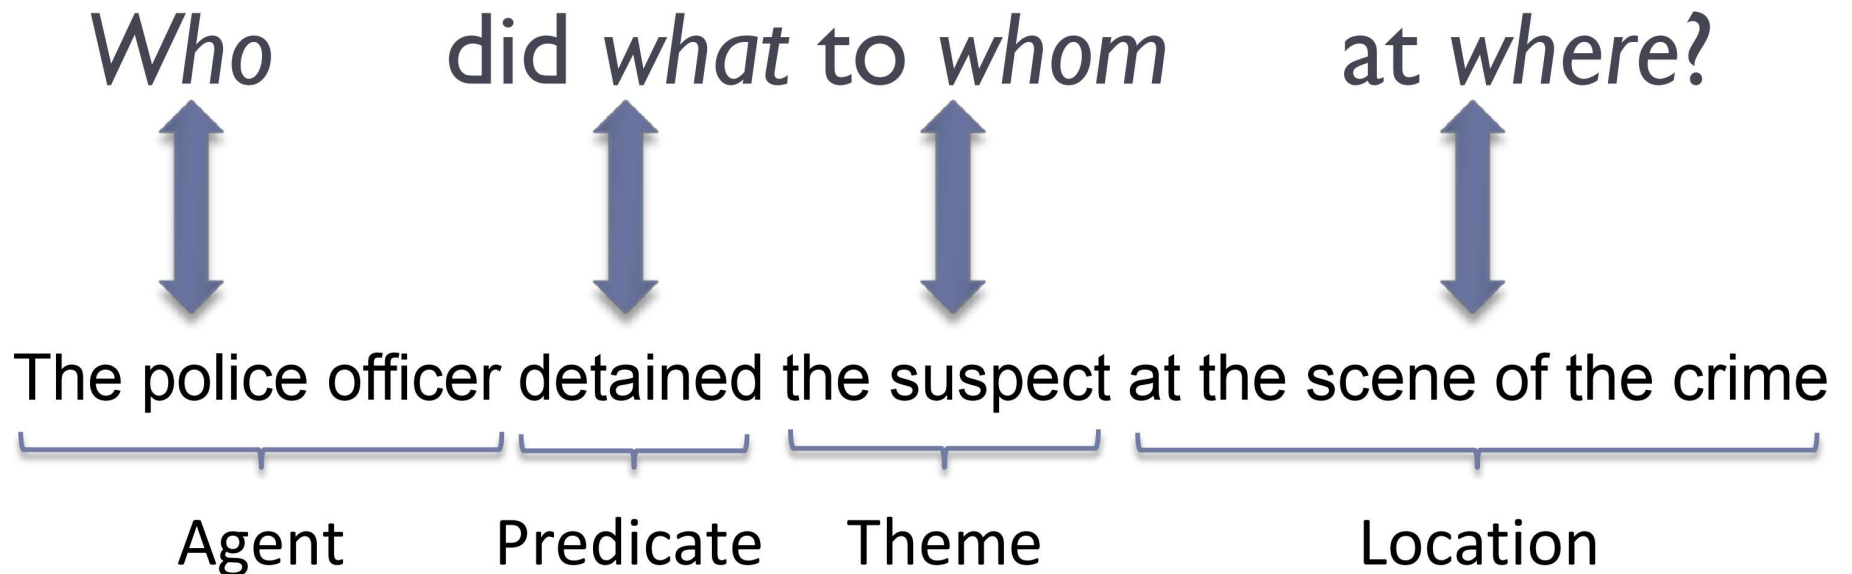 Who did what to whom at where?
The police officer detained the suspect at the scene of the crime
Agent Predicate Theme Location